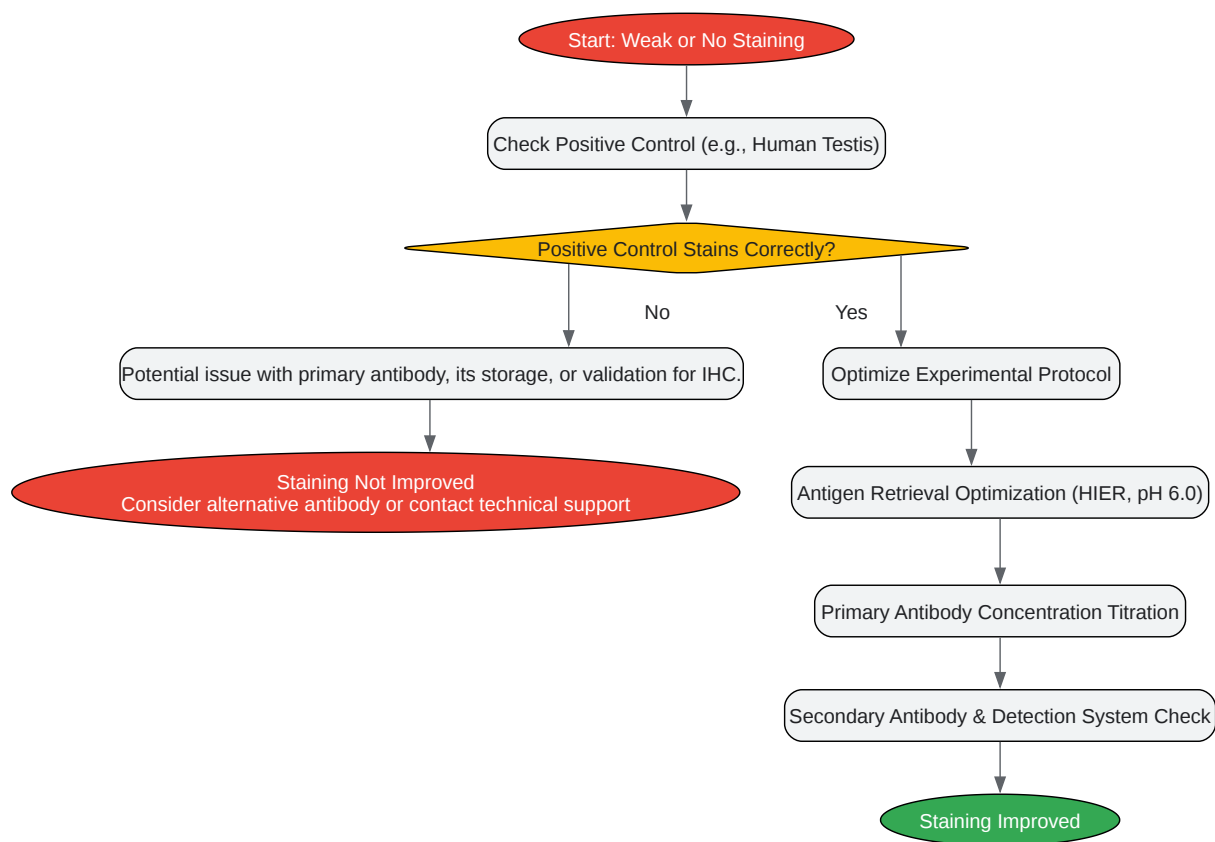 Start: Weak or No Staining
Check Positive Control (e.g., Human Testis)
Positive Control Stains Correctly?
No
Yes
Potential issue with primary antibody, its storage, or validation for IHC.
Optimize Experimental Protocol
Staining Not Improved
Consider alternative antibody or contact technical support
Antigen Retrieval Optimization (HIER, pH 6.0)
Primary Antibody Concentration Titration
Secondary Antibody & Detection System Check
Staining Improved